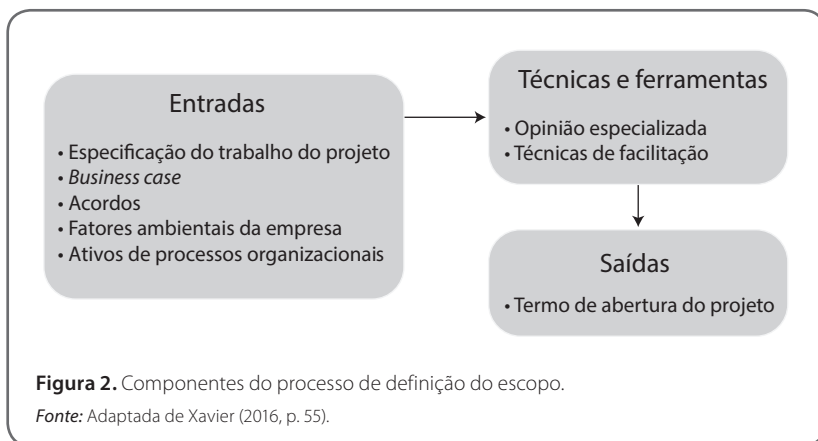 Entradas
• Especificação do trabalho do projeto
• Business case
• Acordos
• Fatores ambientais da empresa
• Ativos de processos organizacionais
Técnicas e ferramentas
• Opinião especializada
• Técnicas de facilitação
Saídas
• Termo de abertura do projeto
Figura 2. Componentes do processo de definição do escopo.
Fonte: Adaptada de Xavier (2016, p. 55).